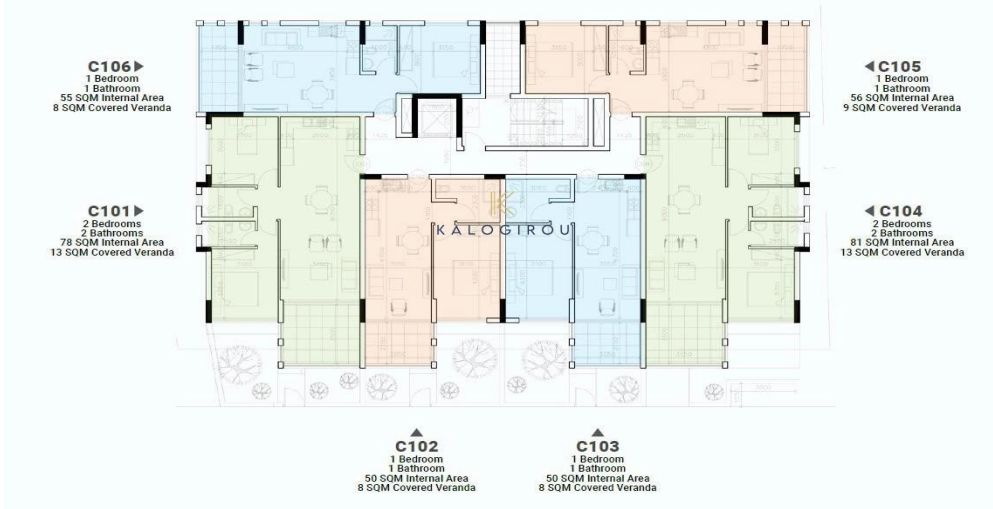 C106
1 Bedroom
1 Bathroom
55 SQM Internal Area
8 SQM Covered Veranda
C105
1 Bedroom
1 Bathroom
56 SQM Internal Area
9 SQM Covered Veranda
C101
2 Bedrooms
2 Bathrooms
78 SQM Internal Area
13 SQM Covered Veranda
KALOGIROU
C104
2 Bedrooms
2 Bathrooms
81 SQM Internal Area
13 SQM Covered Veranda
C102
1 Bedroom
1 Bathroom
50 SQM Internal Area
8 SQM Covered Veranda
C103
1 Bedroom
1 Bathroom
50 SQM Internal Area
8 SQM Covered Veranda